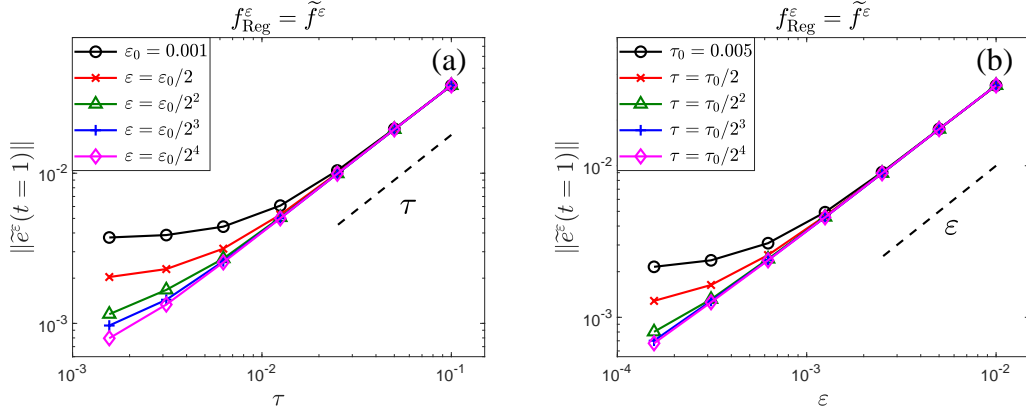 f^ε_Reg = f̃^ε
(a)
ε₀ = 0.001
ε = ε₀/2
ε = ε₀/2²
ε = ε₀/2³
ε = ε₀/2⁴
‖ẽ^ε(t = 1)‖
10⁻²
10⁻³
τ
10⁻³ 10⁻² 10⁻¹
τ
f^ε_Reg = f̃^ε
(b)
τ₀ = 0.005
τ = τ₀/2
τ = τ₀/2²
τ = τ₀/2³
τ = τ₀/2⁴
‖ẽ^ε(t = 1)‖
10⁻²
10⁻³
ε
10⁻⁴ 10⁻³ 10⁻²
ε